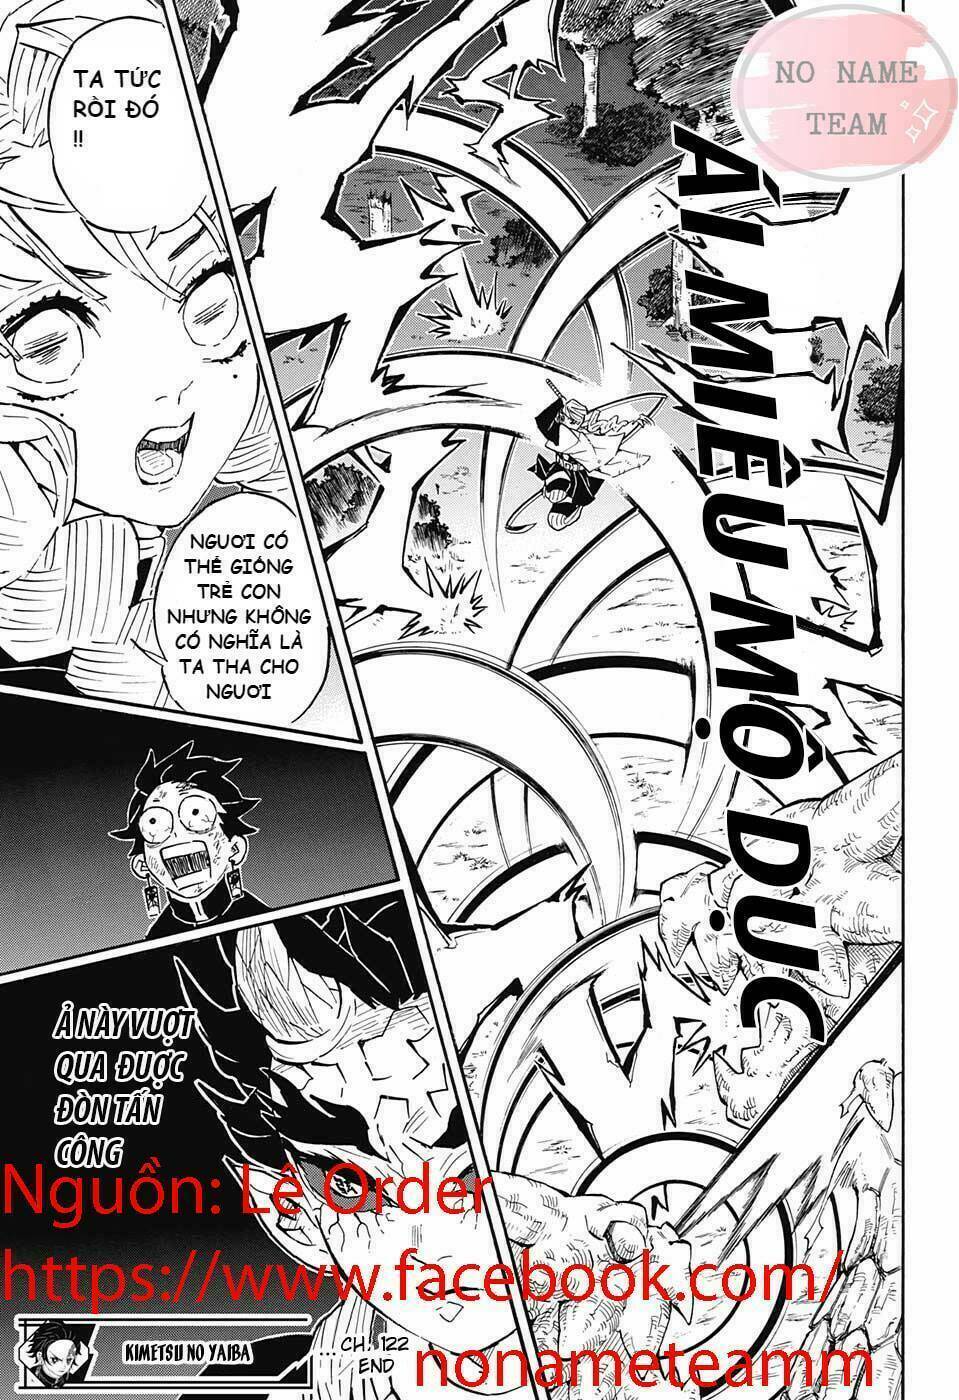 NO NAME
TEAM
ÁI MIÊU MỘ DỤC
TA TỨC
RỒI ĐÓ
!!
NGƯƠI CÓ
THỂ GIỐNG
TRẺ CON
NHƯNG KHÔNG
CÓ NGHĨA LÀ
TA THA CHO
NGƯƠI
Ả NÀY VƯỢT
QUA ĐƯỢC
ĐÒN TẤN
CÔNG
Nguồn: Lê Order
https://www.facebook.com/
nonameteamm
KIMETSU NO YAIBA
... CH. 122
END